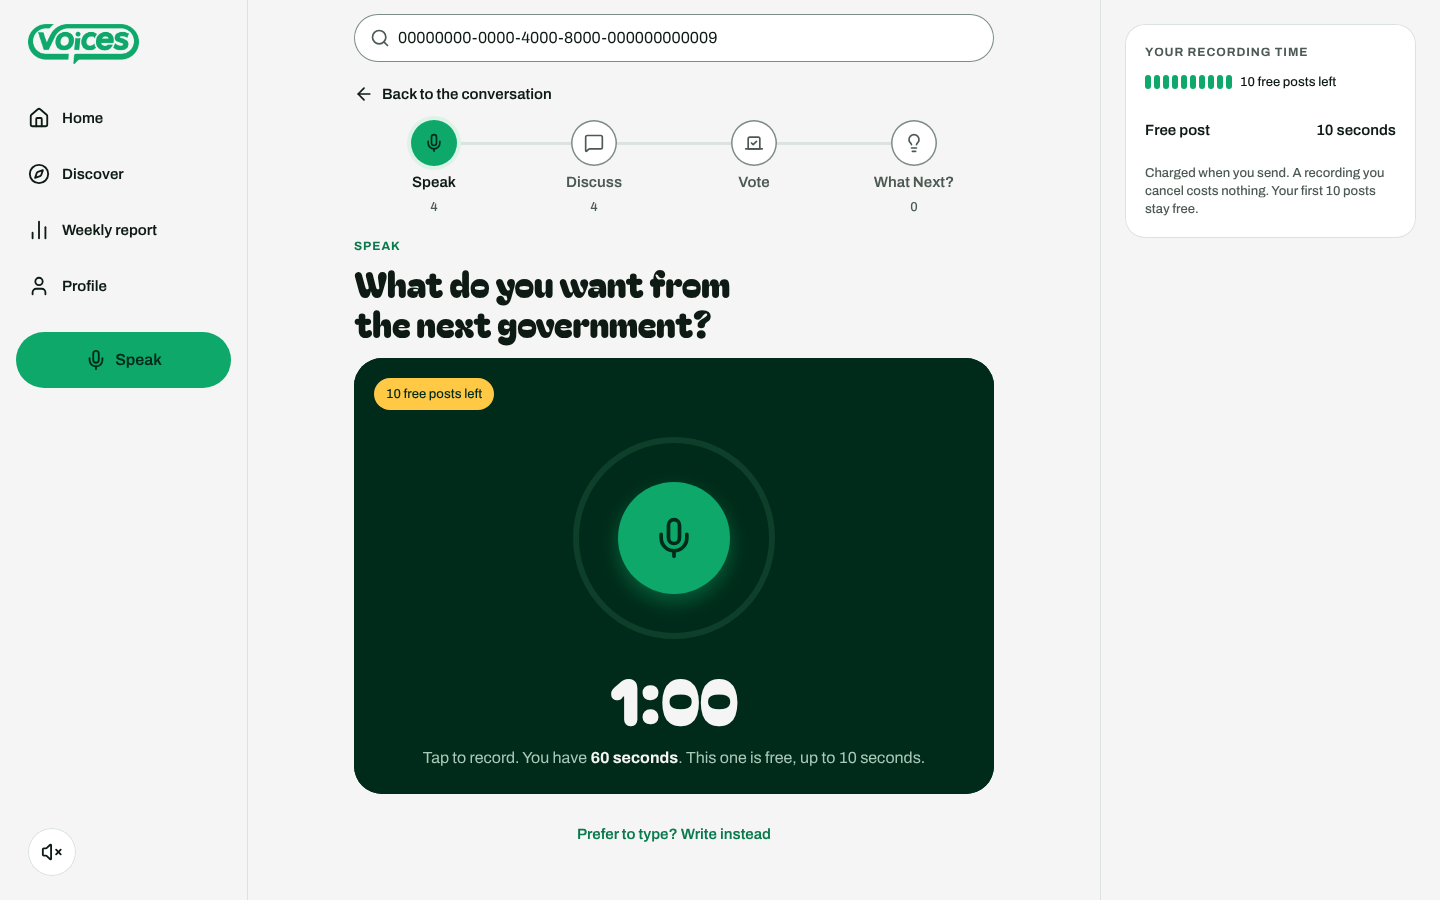 Voices
Home
Discover
Weekly report
Profile
Speak
00000000-0000-4000-8000-000000000009
Back to the conversation
Speak
4
Discuss
4
Vote
What Next?
0
SPEAK
What do you want from
the next government?
10 free posts left
1:00
Tap to record. You have 60 seconds. This one is free, up to 10 seconds.
Prefer to type? Write instead
YOUR RECORDING TIME
10 free posts left
Free post 10 seconds
Charged when you send. A recording you
cancel costs nothing. Your first 10 posts
stay free.